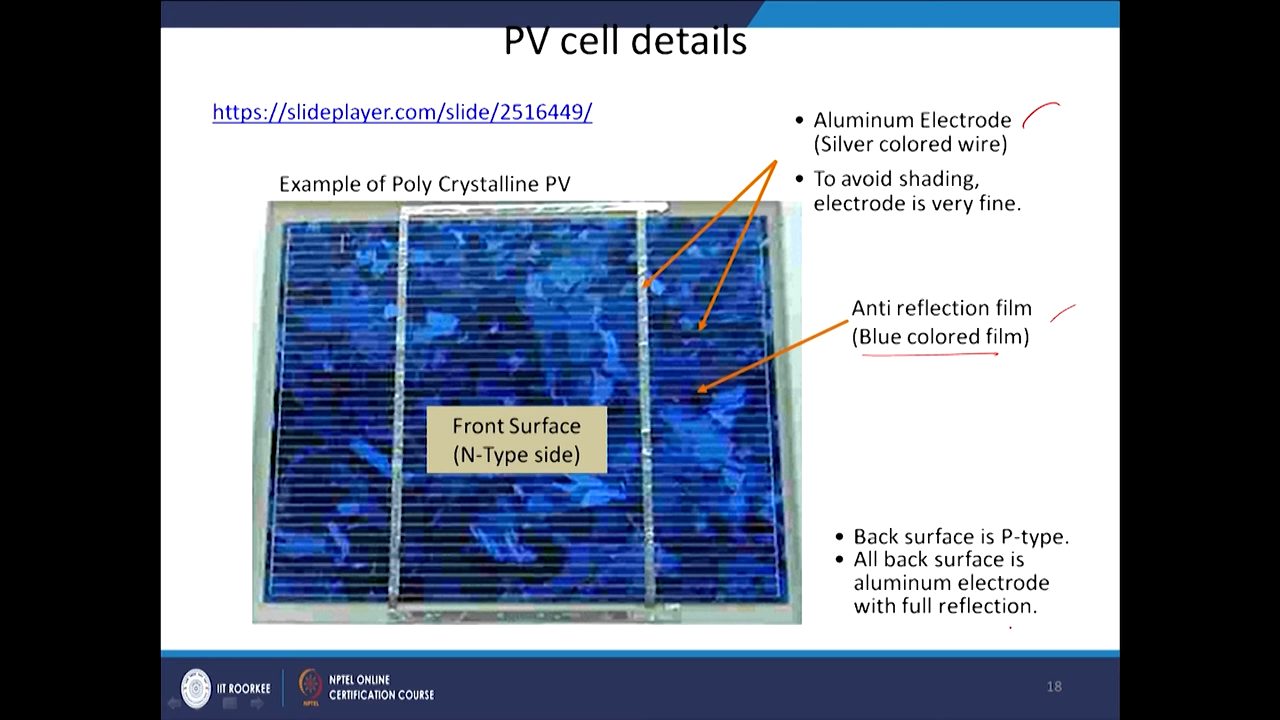 PV cell details
https://slideplayer.com/slide/2516449/
• Aluminum Electrode
(Silver colored wire)
• To avoid shading,
electrode is very fine.
Example of Poly Crystalline PV
Anti reflection film
(Blue colored film)
Front Surface
(N-Type side)
• Back surface is P-type.
• All back surface is
aluminum electrode
with full reflection.
IIT ROORKEE
NPTEL
NPTEL ONLINE
CERTIFICATION COURSE
18